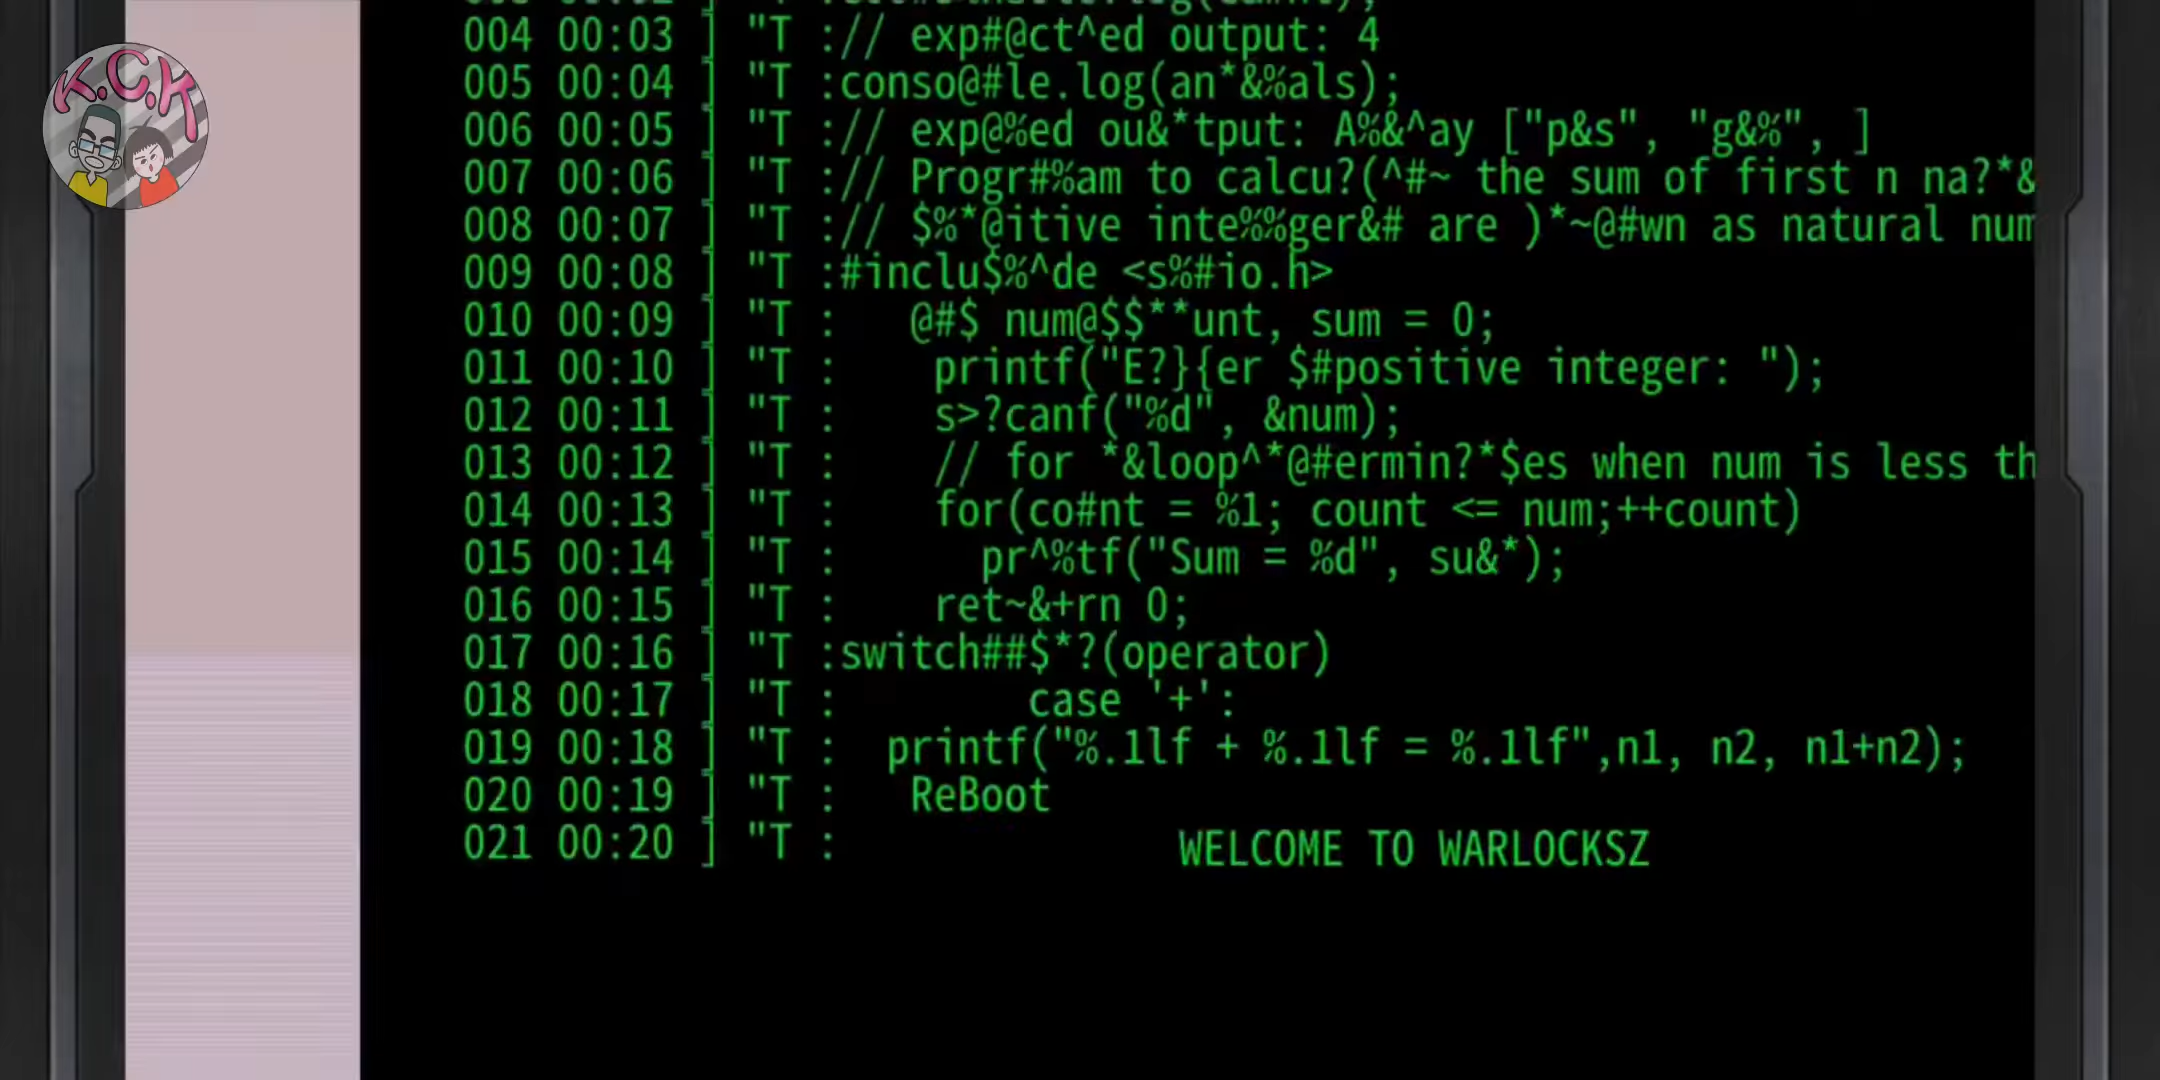 K.C.K
004 00:03 ] "T :// exp#@ct^ed output: 4
005 00:04 ] "T :conso@#le.log(an*&%als);
006 00:05 ] "T :// exp@%ed ou&*tput: A%&^ay ["p&s", "g&%", ]
007 00:06 ] "T :// Progr#%am to calcu?(^#~ the sum of first n na?*&
008 00:07 ] "T :// $%*@itive inte%%ger&# are )*~@#wn as natural num
009 00:08 ] "T :#inclu$%^de <s%#io.h>
010 00:09 ] "T :   @#$ num@$$**unt, sum = 0;
011 00:10 ] "T :    printf("E?}{er $#positive integer: ");
012 00:11 ] "T :    s>?canf("%d", &num);
013 00:12 ] "T :    // for *&loop^*@#ermin?*$es when num is less th
014 00:13 ] "T :    for(co#nt = %1; count <= num;++count)
015 00:14 ] "T :      pr^%tf("Sum = %d", su&*);
016 00:15 ] "T :    ret~&+rn 0;
017 00:16 ] "T :switch##$*?(operator)
018 00:17 ] "T :        case '+':
019 00:18 ] "T :  printf("%.1lf + %.1lf = %.1lf",n1, n2, n1+n2);
020 00:19 ] "T :   ReBoot
021 00:20 ] "T :
WELCOME TO WARLOCKSZ